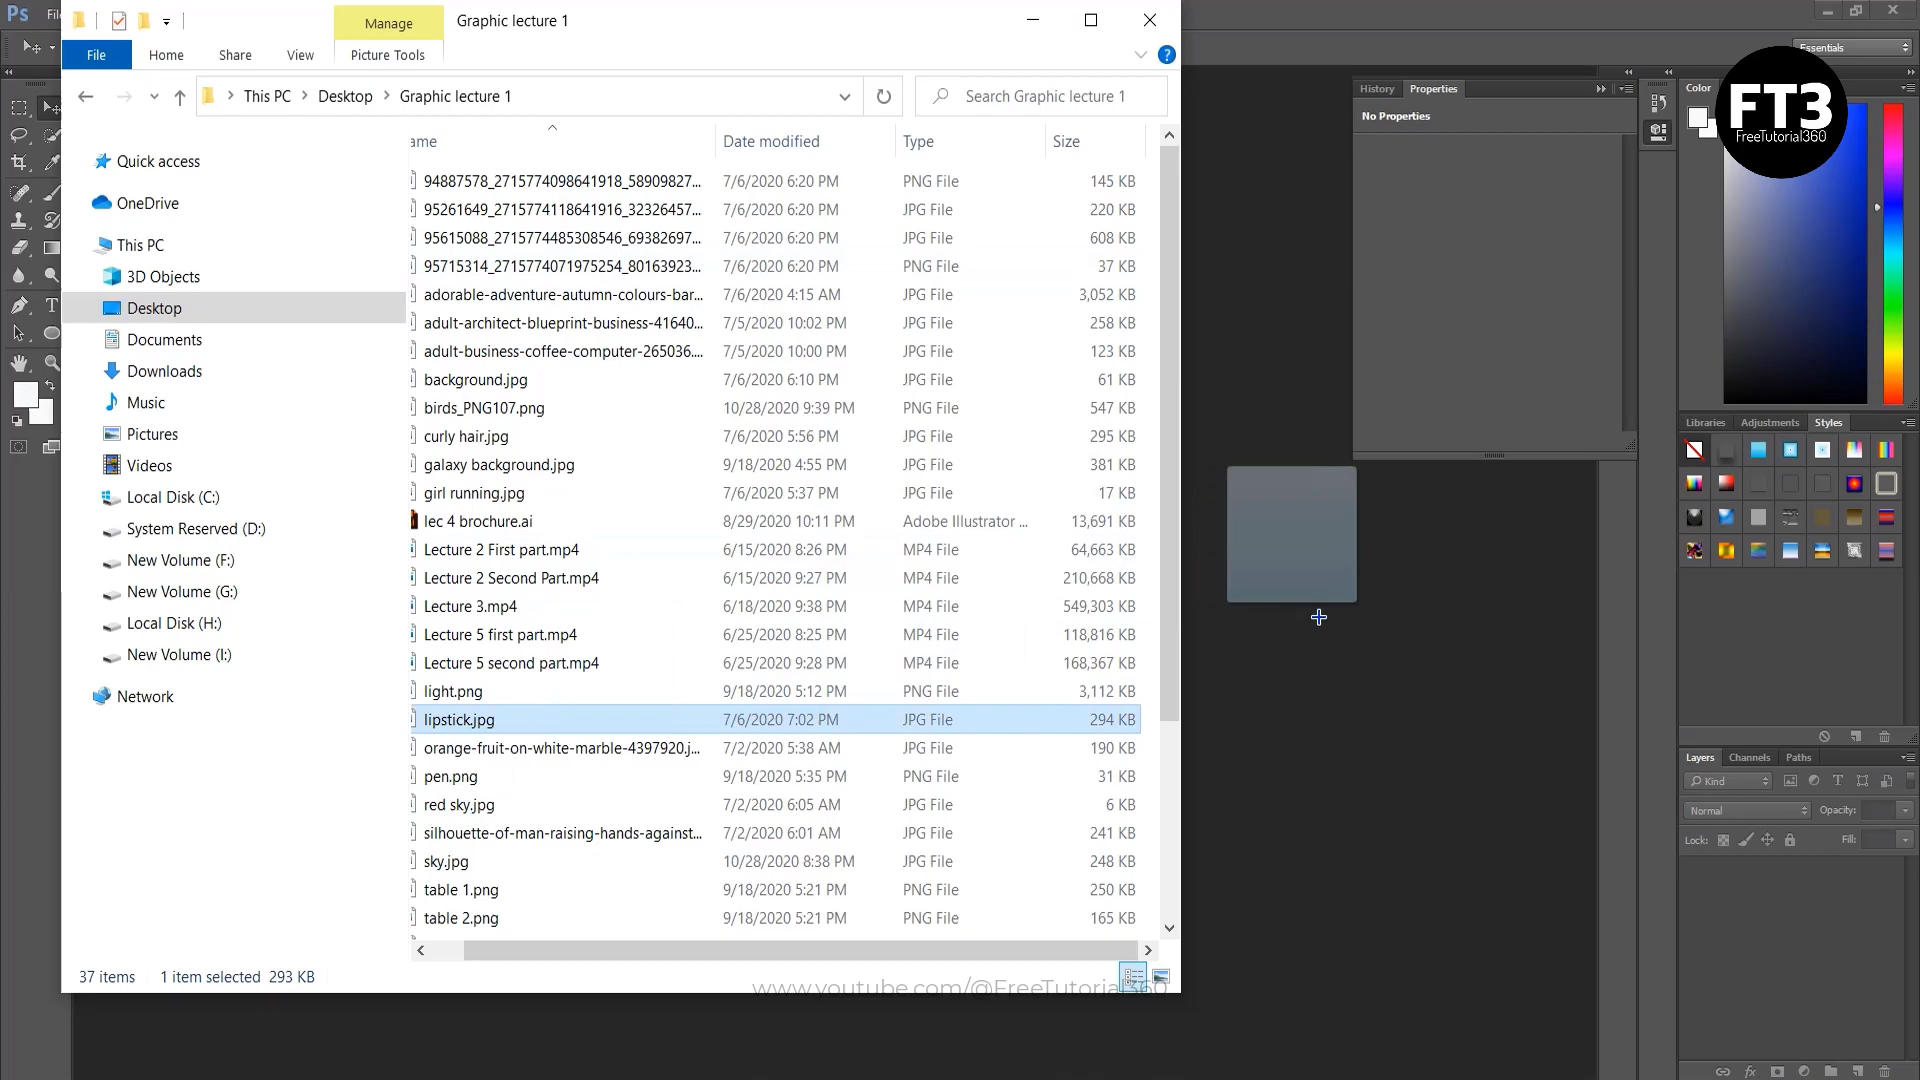 Ps
Fil
Manage
Graphic lecture 1
File
Home
Share
View
Picture Tools
Essentials
This PC
Desktop
Graphic lecture 1
Search Graphic lecture 1
ame
Date modified
Type
Size
Quick access
OneDrive
This PC
3D Objects
Desktop
Documents
Downloads
Music
Pictures
Videos
Local Disk (C:)
System Reserved (D:)
New Volume (F:)
New Volume (G:)
Local Disk (H:)
New Volume (I:)
Network
94887578_2715774098641918_58909827... 7/6/2020 6:20 PM PNG File 145 KB
95261649_2715774118641916_32326457... 7/6/2020 6:20 PM JPG File 220 KB
95615088_2715774485308546_69382697... 7/6/2020 6:20 PM JPG File 608 KB
95715314_2715774071975254_80163923... 7/6/2020 6:20 PM PNG File 37 KB
adorable-adventure-autumn-colours-bar... 7/6/2020 4:15 AM JPG File 3,052 KB
adult-architect-blueprint-business-41640... 7/5/2020 10:02 PM JPG File 258 KB
adult-business-coffee-computer-265036.... 7/5/2020 10:00 PM JPG File 123 KB
background.jpg 7/6/2020 6:10 PM JPG File 61 KB
birds_PNG107.png 10/28/2020 9:39 PM PNG File 547 KB
curly hair.jpg 7/6/2020 5:56 PM JPG File 295 KB
galaxy background.jpg 9/18/2020 4:55 PM JPG File 381 KB
girl running.jpg 7/6/2020 5:37 PM JPG File 17 KB
lec 4 brochure.ai 8/29/2020 10:11 PM Adobe Illustrator ... 13,691 KB
Lecture 2 First part.mp4 6/15/2020 8:26 PM MP4 File 64,663 KB
Lecture 2 Second Part.mp4 6/15/2020 9:27 PM MP4 File 210,668 KB
Lecture 3.mp4 6/18/2020 9:38 PM MP4 File 549,303 KB
Lecture 5 first part.mp4 6/25/2020 8:25 PM MP4 File 118,816 KB
Lecture 5 second part.mp4 6/25/2020 9:28 PM MP4 File 168,367 KB
light.png 9/18/2020 5:12 PM PNG File 3,112 KB
lipstick.jpg 7/6/2020 7:02 PM JPG File 294 KB
orange-fruit-on-white-marble-4397920.j... 7/2/2020 5:38 AM JPG File 190 KB
pen.png 9/18/2020 5:35 PM PNG File 31 KB
red sky.jpg 7/2/2020 6:05 AM JPG File 6 KB
silhouette-of-man-raising-hands-against... 7/2/2020 6:01 AM JPG File 241 KB
sky.jpg 10/28/2020 8:38 PM JPG File 248 KB
table 1.png 9/18/2020 5:21 PM PNG File 250 KB
table 2.png 9/18/2020 5:21 PM PNG File 165 KB
37 items 1 item selected 293 KB
www.youtube.com/@FreeTutorial360
History
Properties
No Properties
Color
FT3
FreeTutorial360
Libraries
Adjustments
Styles
Layers
Channels
Paths
Kind
Normal
Opacity:
Lock:
Fill: